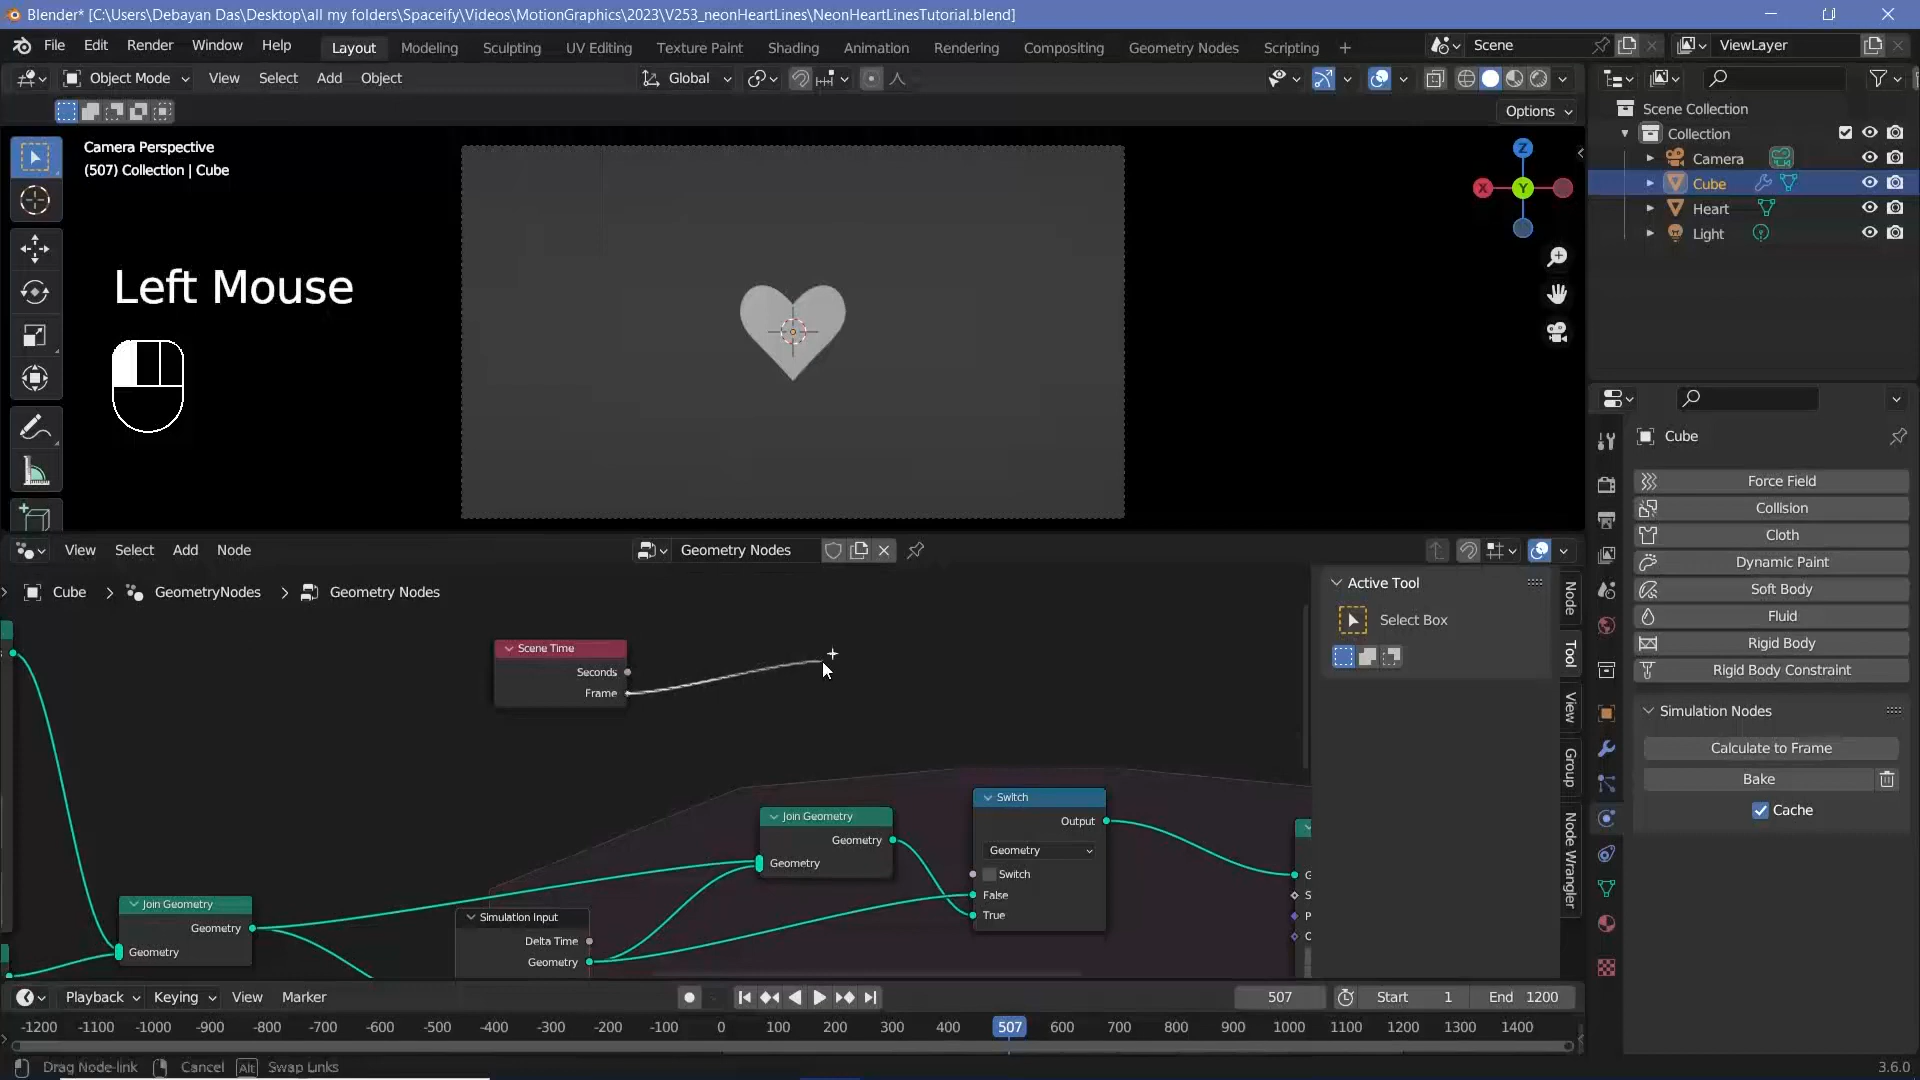 Blender* [C:\Users\Debayan Das\Desktop\all my folders\Spaceify\Videos\MotionGraphics\2023\V253_neonHeartLines\NeonHeartLinesTutorial.blend]
File Edit Render Window Help Layout Modeling Sculpting UV Editing Texture Paint Shading Animation Rendering Compositing Geometry Nodes Scripting + Scene ViewLayer
Object Mode View Select Add Object Global
Options
Camera Perspective
(507) Collection | Cube
Z
X
Y
Left Mouse
Scene Collection
Collection
Camera
Cube
Heart
Light
Cube
Force Field
Collision
Cloth
Dynamic Paint
Soft Body
Fluid
Rigid Body
Rigid Body Constraint
Simulation Nodes
Calculate to Frame
Bake
Cache
View Select Add Node Geometry Nodes
Cube > GeometryNodes > Geometry Nodes
Active Tool
Select Box
Node
Tool
View
Group
Node Wrangler
Scene Time
Seconds
Frame
Join Geometry
Geometry
Geometry
Switch
Output
Geometry
Switch
False
True
Join Geometry
Geometry
Geometry
Simulation Input
Delta Time
Geometry
G
S
P
O
Playback Keying View Marker 507 Start 1 End 1200
-1200 -1100 -1000 -900 -800 -700 -600 -500 -400 -300 -200 -100 0 100 200 300 400 507 600 700 800 900 1000 1100 1200 1300 1400
Drag Node-link Cancel Alt Swap Links 3.6.0